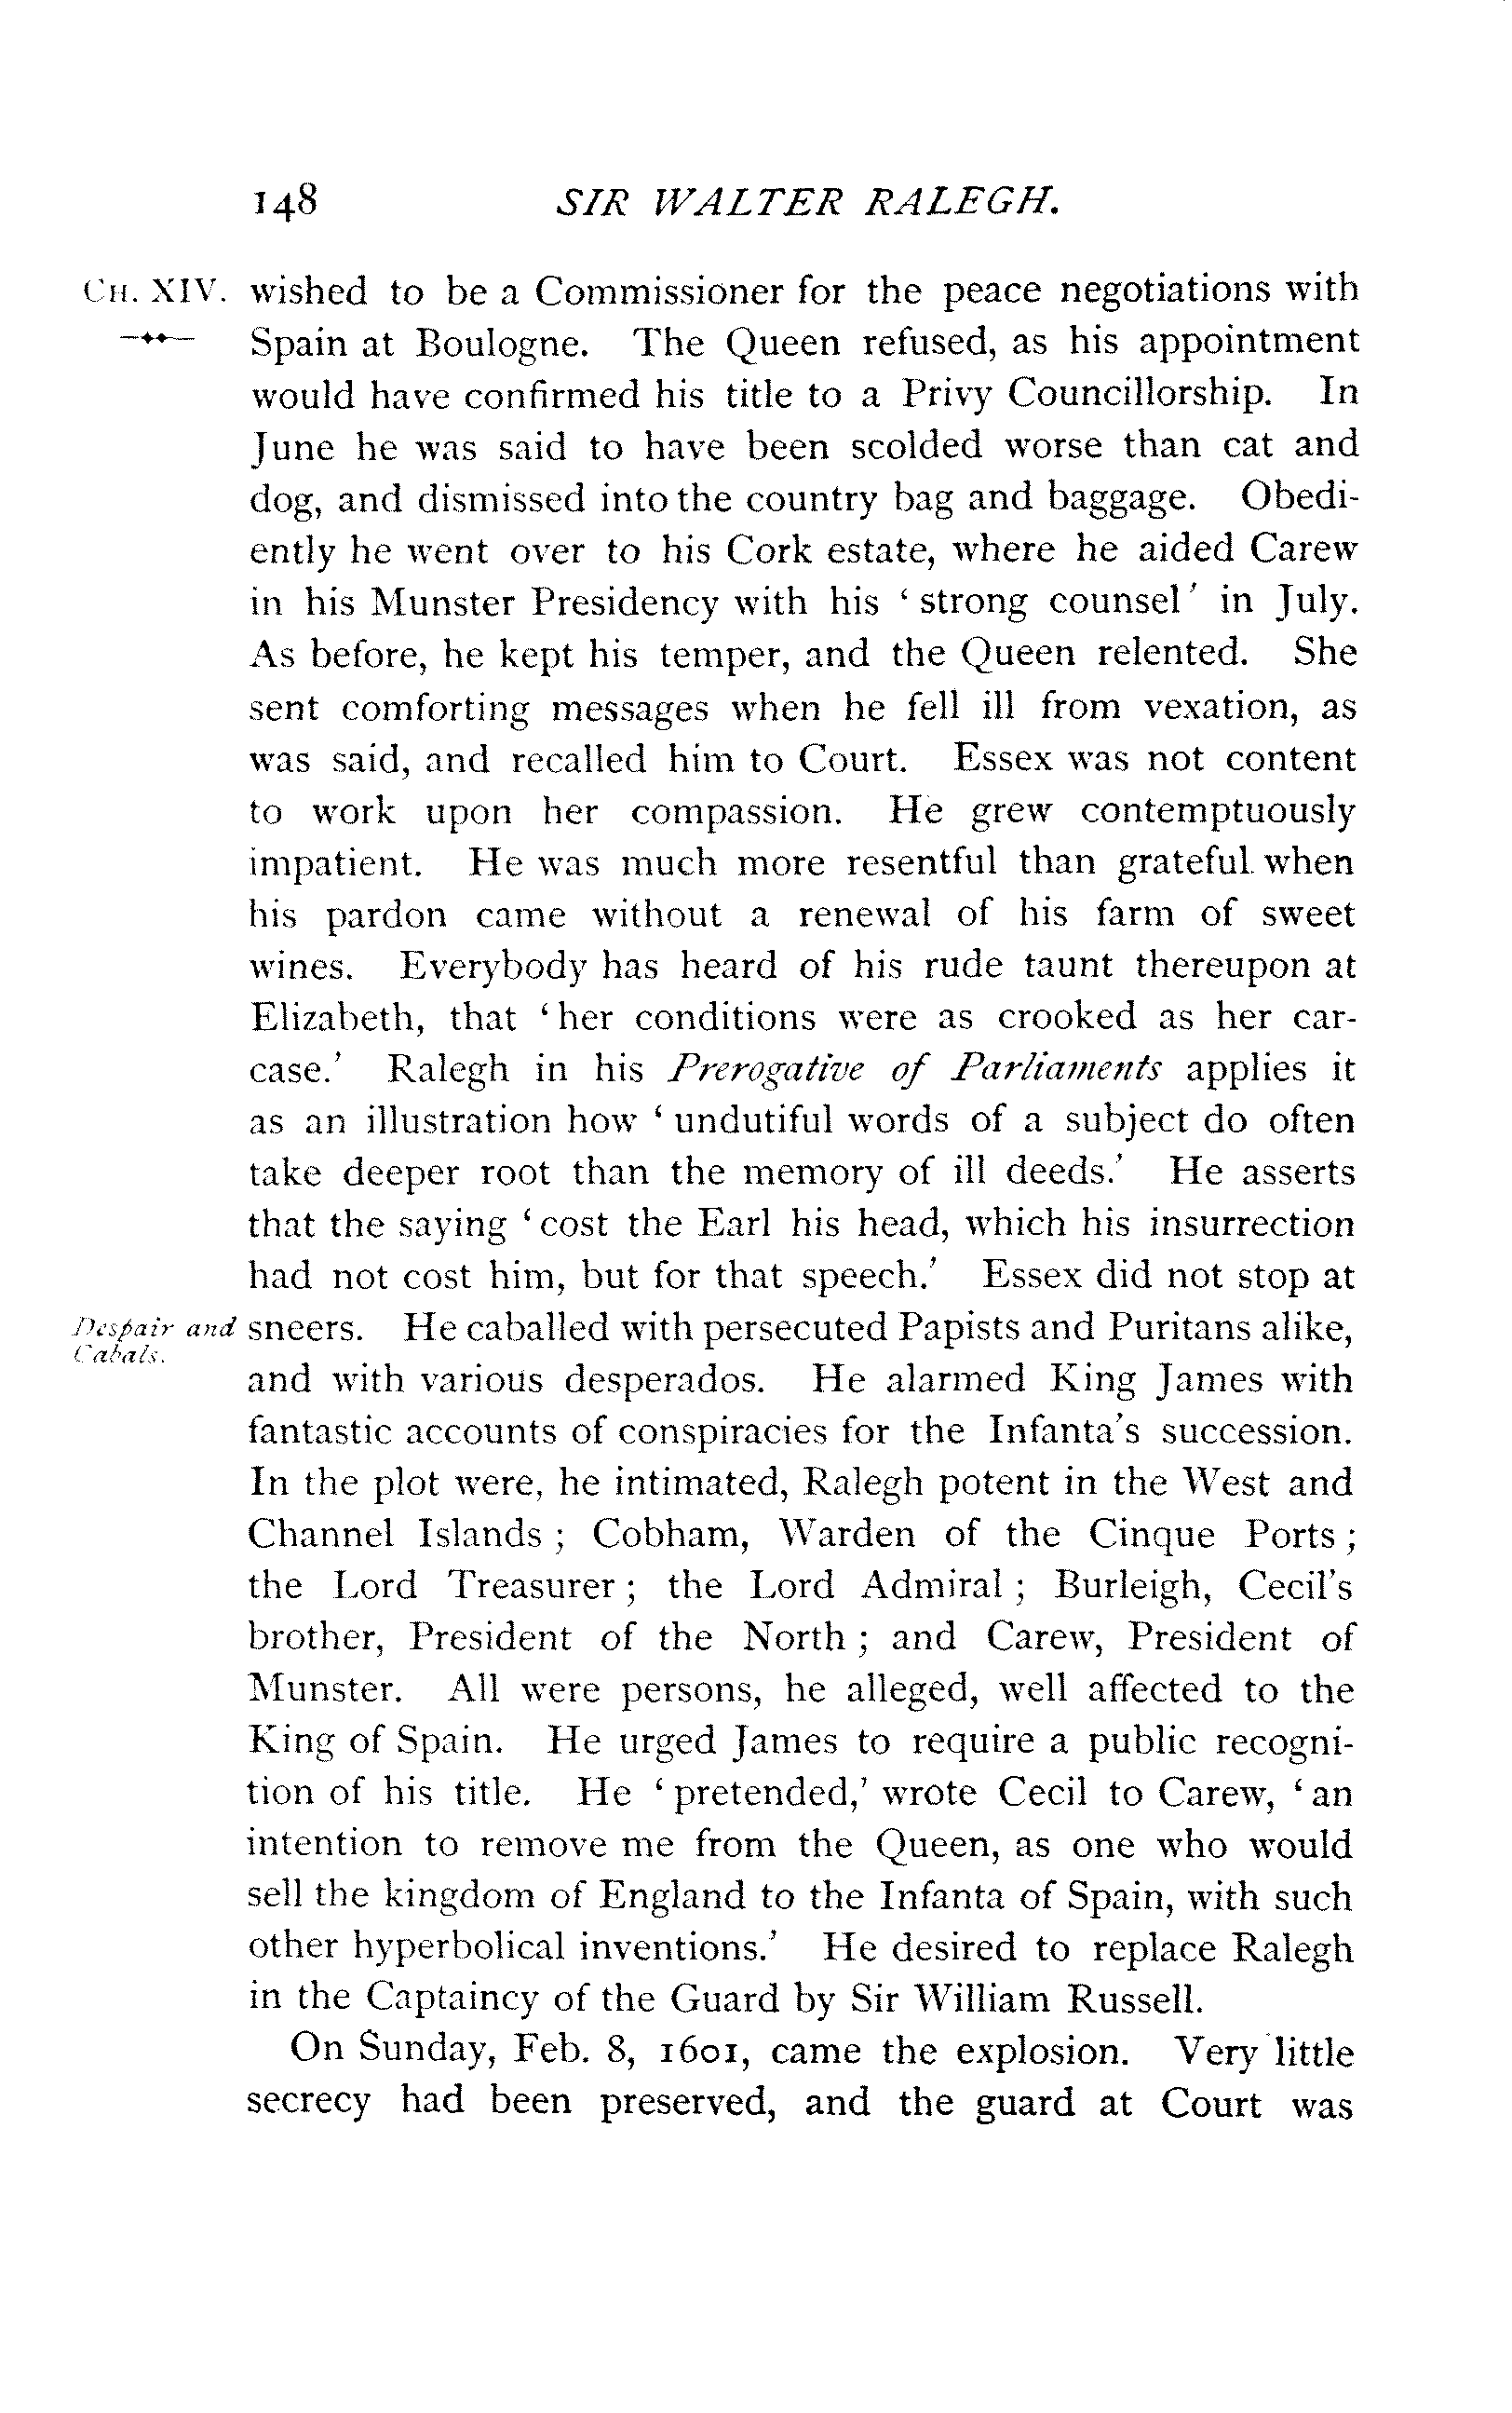 148 SIR WALTER RALEGH.
CH. XIV. wished to be a Commissioner for the peace negotiations with
Spain at Boulogne. The Queen refused, as his appointment
would have confirmed his title to a Privy Councillorship. In
June he was said to have been scolded worse than cat and
dog, and dismissed into the country bag and baggage. Obedi-
ently he went over to his Cork estate, where he aided Carew
in his Munster Presidency with his ‘strong counsel’ in July.
As before, he kept his temper, and the Queen relented. She
sent comforting messages when he fell ill from vexation, as
was said, and recalled him to Court. Essex was not content
to work upon her compassion. He grew contemptuously
impatient. He was much more resentful than grateful when
his pardon came without a renewal of his farm of sweet
wines. Everybody has heard of his rude taunt thereupon at
Elizabeth, that ‘her conditions were as crooked as her car-
case.’ Ralegh in his Prerogative of Parliaments applies it
as an illustration how ‘undutiful words of a subject do often
take deeper root than the memory of ill deeds.’ He asserts
that the saying ‘cost the Earl his head, which his insurrection
had not cost him, but for that speech.’ Essex did not stop at
Despair and
Cabals.
sneers. He caballed with persecuted Papists and Puritans alike,
and with various desperados. He alarmed King James with
fantastic accounts of conspiracies for the Infanta's succession.
In the plot were, he intimated, Ralegh potent in the West and
Channel Islands; Cobham, Warden of the Cinque Ports;
the Lord Treasurer; the Lord Admiral; Burleigh, Cecil's
brother, President of the North; and Carew, President of
Munster. All were persons, he alleged, well affected to the
King of Spain. He urged James to require a public recogni-
tion of his title. He ‘pretended,’ wrote Cecil to Carew, ‘an
intention to remove me from the Queen, as one who would
sell the kingdom of England to the Infanta of Spain, with such
other hyperbolical inventions.’ He desired to replace Ralegh
in the Captaincy of the Guard by Sir William Russell.
On Sunday, Feb. 8, 1601, came the explosion. Very little
secrecy had been preserved, and the guard at Court was